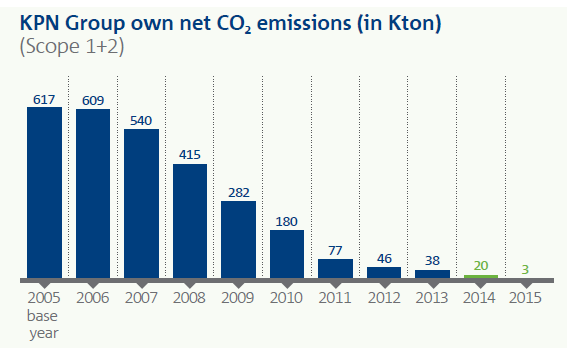 KPN Group own net CO₂ emissions (in Kton)
(Scope 1+2)
617
609
540
415
282
180
77
46
38
20
3
2005 2006 2007 2008 2009 2010 2011 2012 2013 2014 2015
base
year